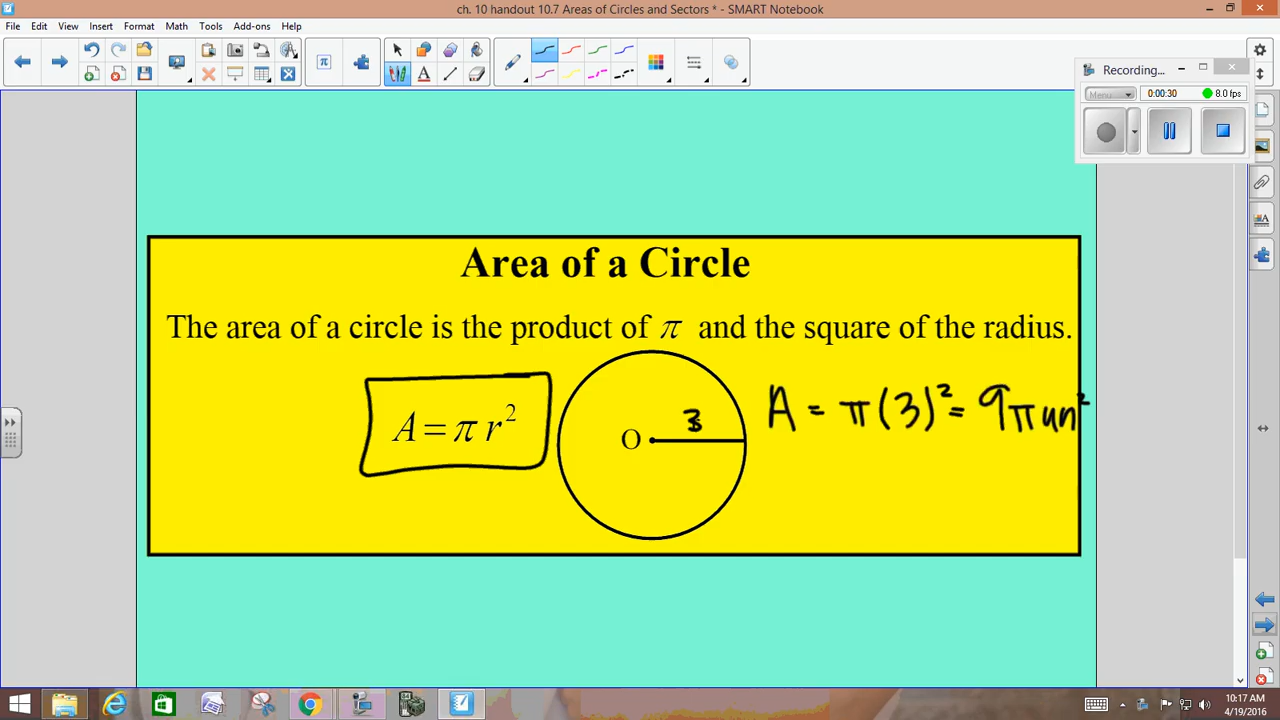 ch. 10 handout 10.7 Areas of Circles and Sectors * - SMART Notebook
File Edit View Insert Format Math Tools Add-ons Help
Recording...
Menu 0:00:30 8.0 fps
Area of a Circle
The area of a circle is the product of π and the square of the radius.
A = π r²
O
3
A = π(3)² = 9π un²
10:17 AM
4/19/2016